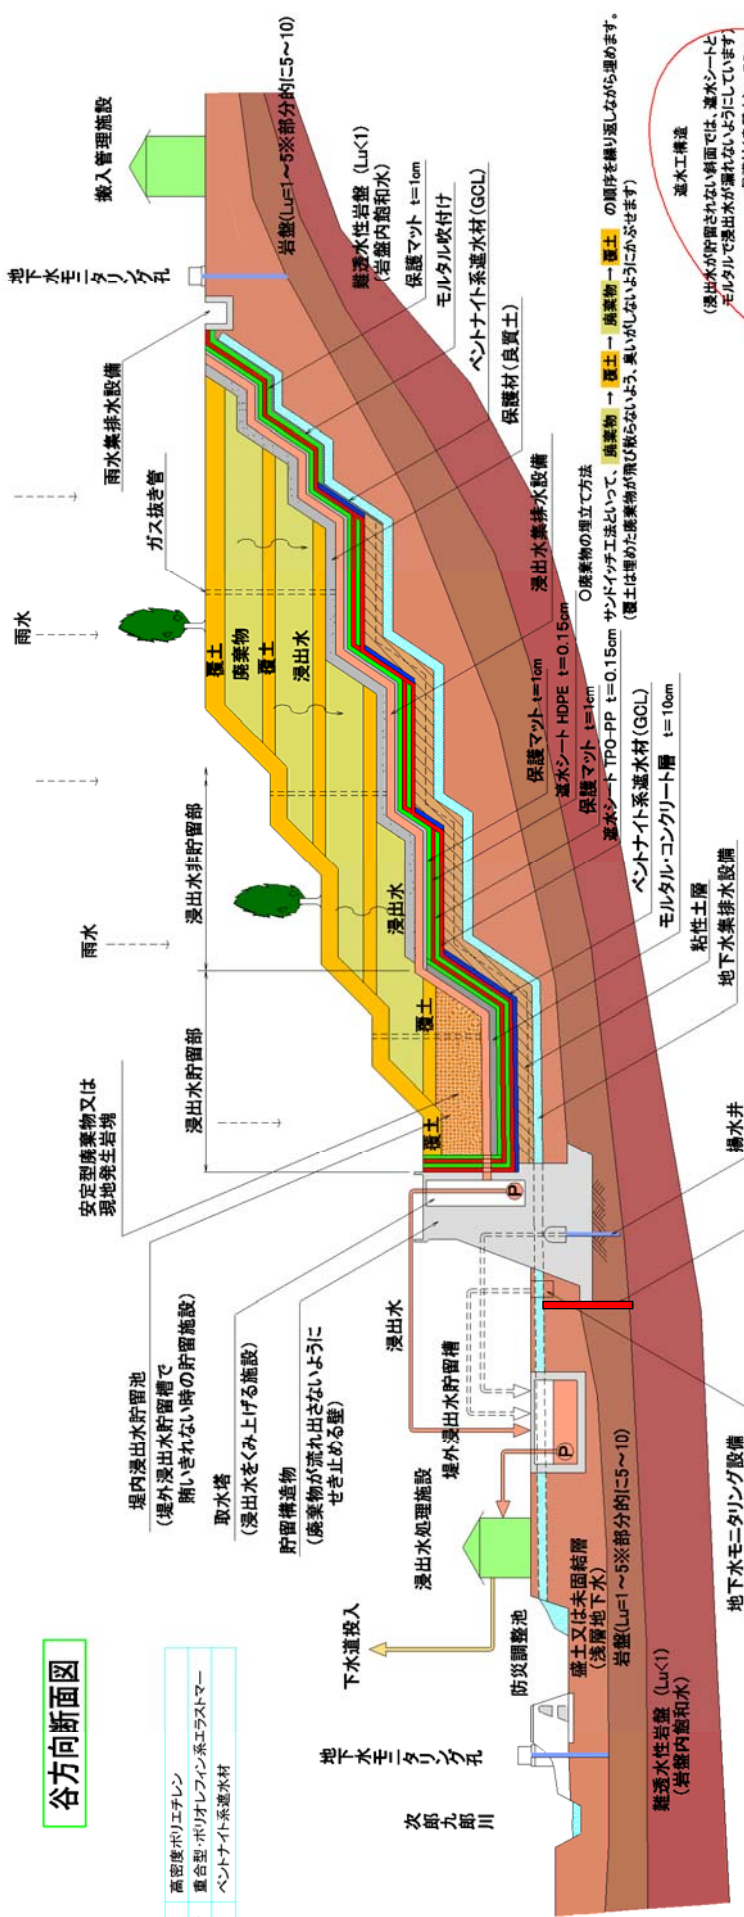 谷方向断面図
高密度ポリエチレン
重合型・ポリオレフィン系エラストマー
ベントナイト系遮水材
搬入管理施設
地下水モニタリング孔
雨水集排水設備
ガス抜き管
雨水
雨水
浸出水非貯留部
浸出水貯留部
安定型廃棄物又は
現地発生岩塊
堤内浸出水貯留池
(堤外浸出水貯留槽で
賄いきれない時の貯留施設)
取水塔
(浸出水をくみ上げる施設)
貯留構造物
(廃棄物が流れ出さないように
せき止める壁)
浸出水
堤外浸出水貯留槽
浸出水処理施設
下水道投入
防災調整池
地下水モニタリング孔
次郎九郎川
覆土
廃棄物
覆土
浸出水
浸出水
覆土
覆土
P
P
岩盤(Lu=1~5※部分的に5~10)
難透水性岩盤 (Lu<1)
(岩盤内飽和水)
保護マット t=1cm
モルタル吹付け
ベントナイト系遮水材(GCL)
保護材(良質土)
浸出水集排水設備
保護マット t=1cm
遮水シート HDPE t=0.15cm
保護マット t=1cm
遮水シート TPO-PP t=0.15cm
ベントナイト系遮水材(GCL)
モルタル・コンクリート層 t=10cm
粘性土層
地下水集排水設備
揚水井
地下水モニタリング設備
盛土又は未固結層
(浅層地下水)
岩盤(Lu=1~5※部分的に5~10)
難透水性岩盤 (Lu<1)
(岩盤内飽和水)
○廃棄物の埋立て方法
サンドイッチ工法といって、 廃棄物 → 覆土 → 廃棄物 → 覆土 の順序を繰り返しながら埋めます。
(覆土は埋めた廃棄物が飛び散らないよう、臭いがしないようにかぶせます)
遮水工構造
(浸出水が貯留されない斜面では、遮水シートと
モルタルで浸出水が漏れないようにしています)